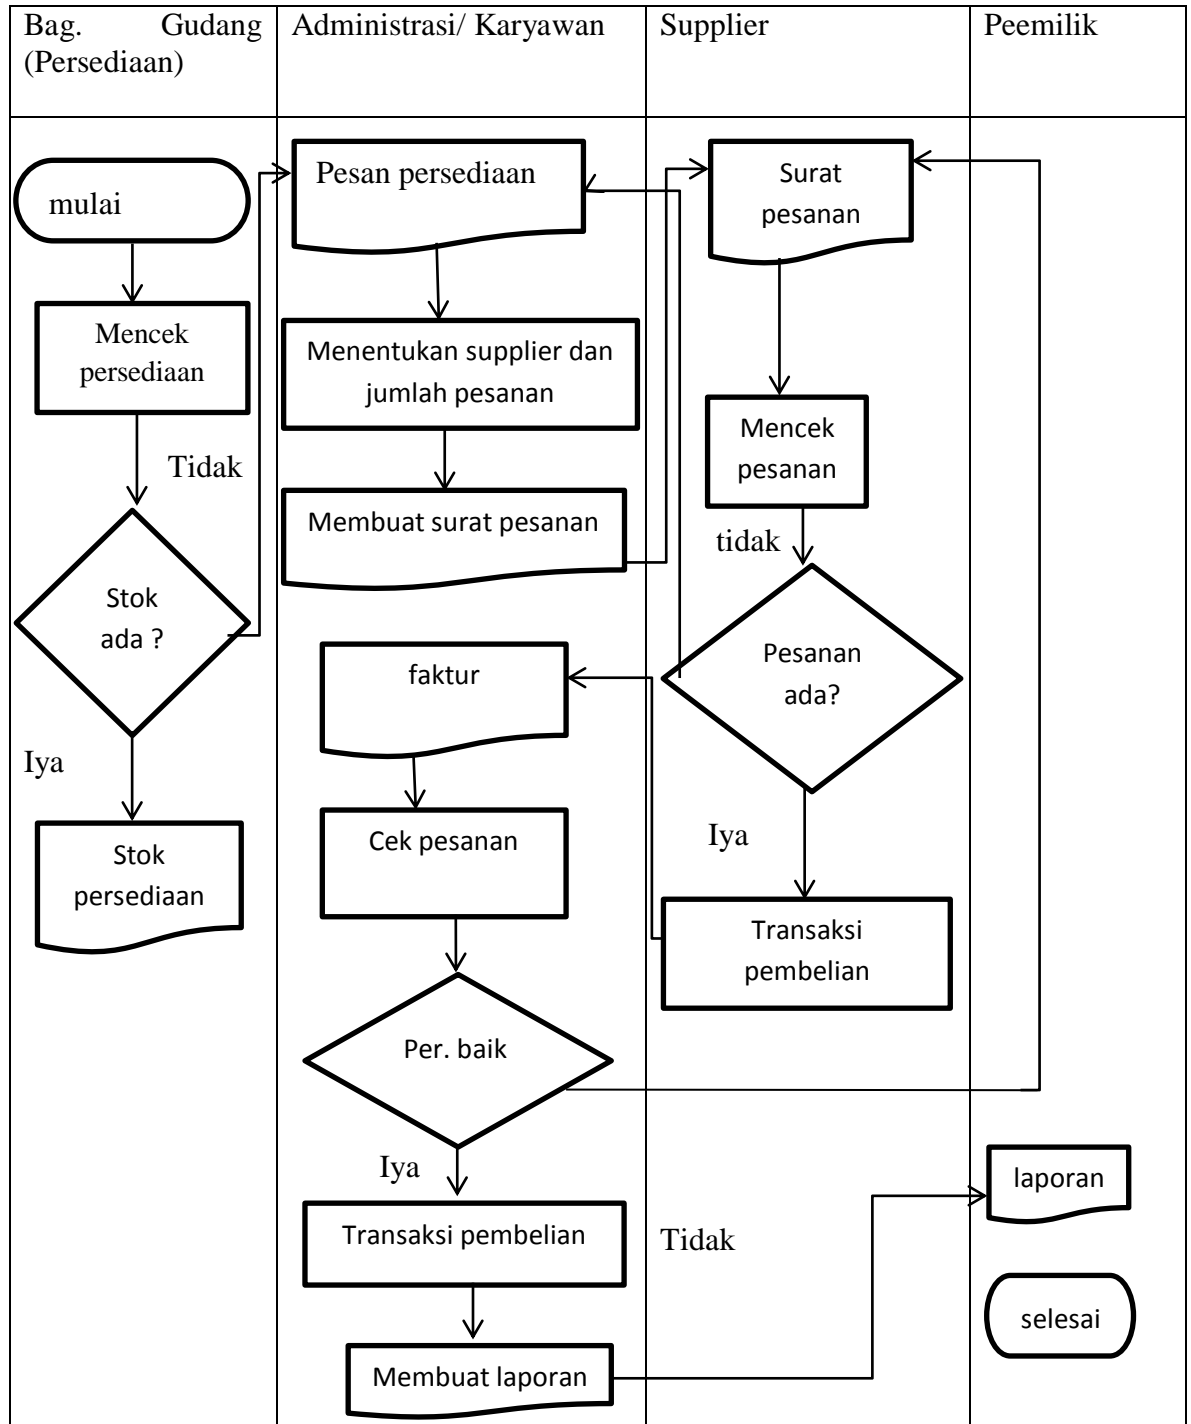 Bag. Gudang
(Persediaan)
Administrasi/ Karyawan
Supplier
Peemilik
mulai
Mencek
persediaan
Tidak
Stok
ada ?
Iya
Stok
persediaan
Pesan persediaan
Menentukan supplier dan
jumlah pesanan
Membuat surat pesanan
faktur
Cek pesanan
Per. baik
Iya
Transaksi pembelian
Membuat laporan
Surat
pesanan
Mencek
pesanan
tidak
Pesanan
ada?
Iya
Transaksi
pembelian
Tidak
laporan
selesai